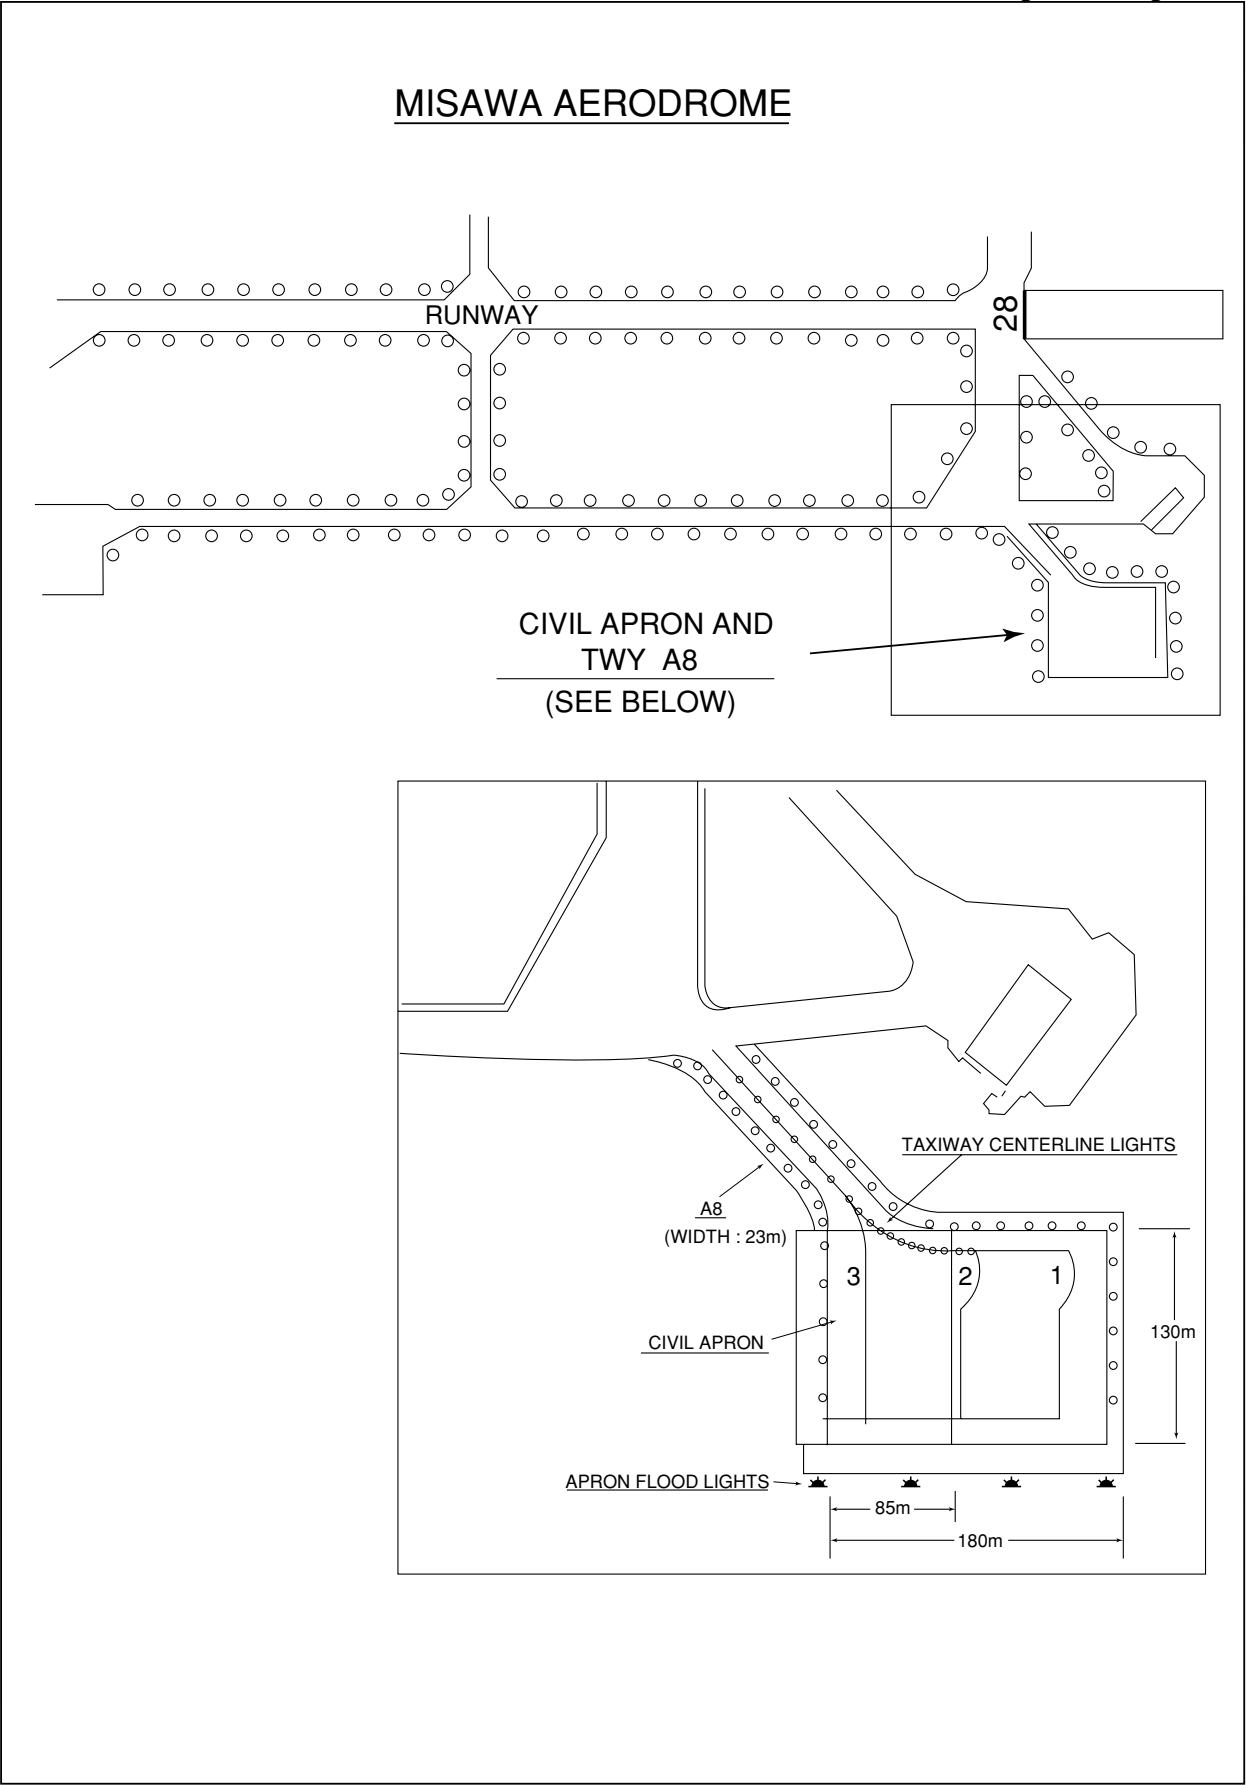 MISAWA AERODROME
RUNWAY
28
CIVIL APRON AND
TWY A8
(SEE BELOW)
TAXIWAY CENTERLINE LIGHTS
A8
(WIDTH : 23m)
3
2
1
130m
CIVIL APRON
APRON FLOOD LIGHTS
85m
180m